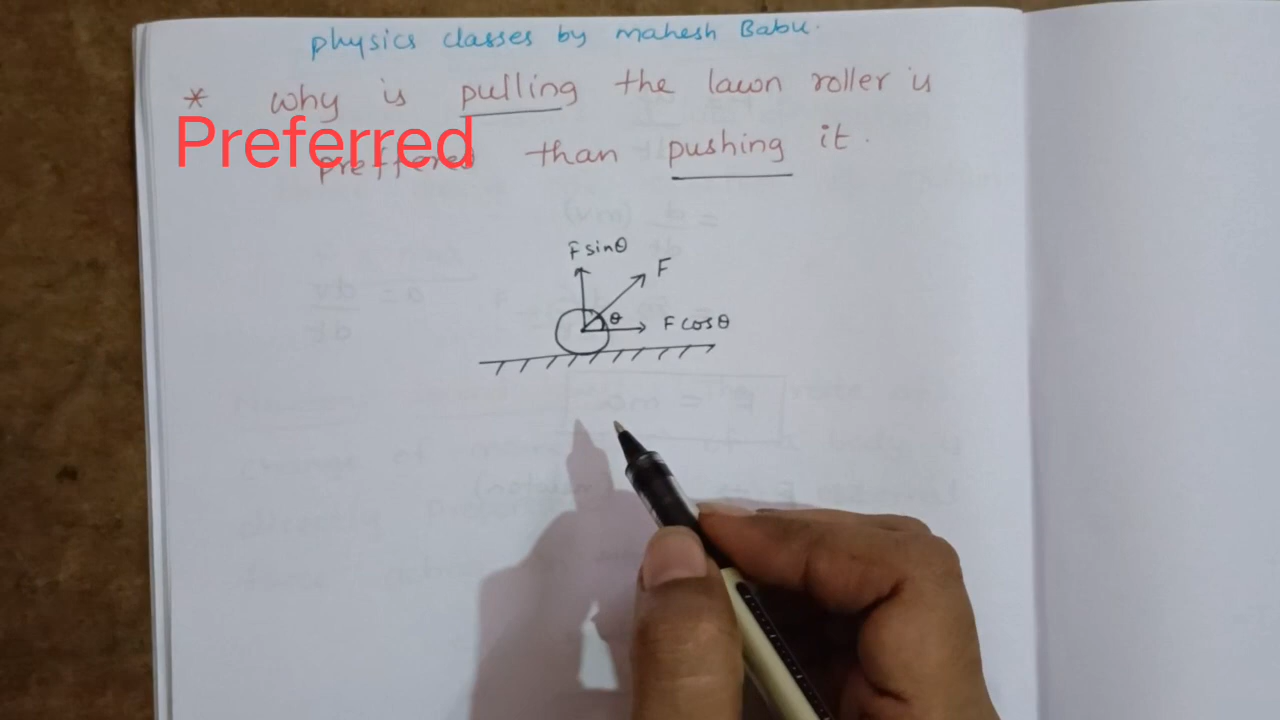 physics classes by mahesh Babu.
* why is pulling the lawn roller is
Preferred
preffered than pushing it.
F sinθ
F
θ
F cosθ